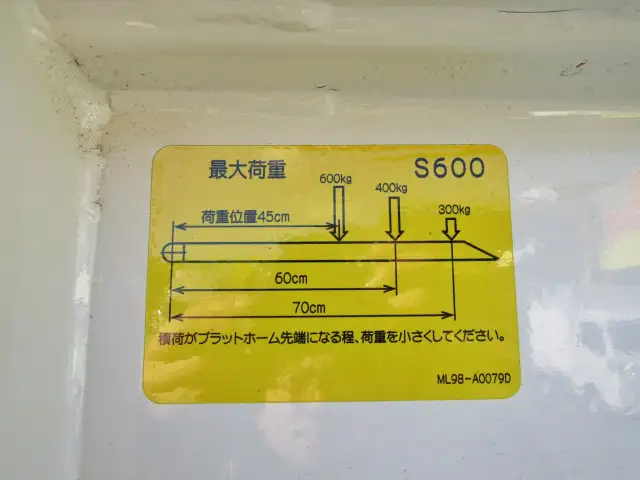 最大荷重 S600
600kg
400kg
300kg
荷重位置45cm
60cm
70cm
積荷がプラットホーム先端になる程、荷重を小さくしてください。
ML98-A0079D